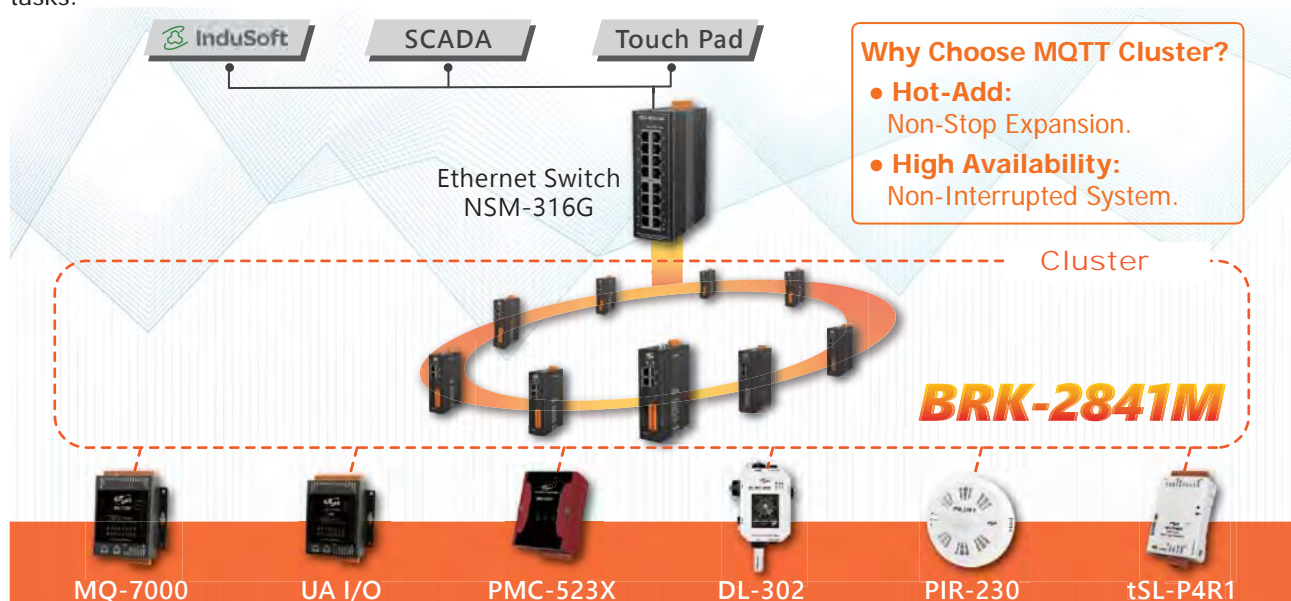 tasks.
InduSoft
SCADA
Touch Pad
Why Choose MQTT Cluster?
● Hot-Add:
Non-Stop Expansion.
● High Availability:
Non-Interrupted System.
Ethernet Switch
NSM-316G
Cluster
BRK-2841M
MQ-7000
UA I/O
PMC-523X
DL-302
PIR-230
tSL-P4R1